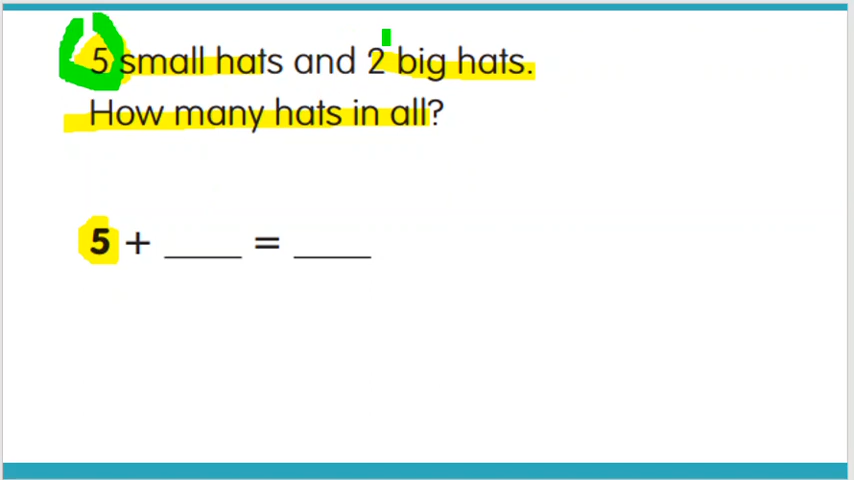 5 small hats and 2 big hats.
How many hats in all?
5 + ____ = ____